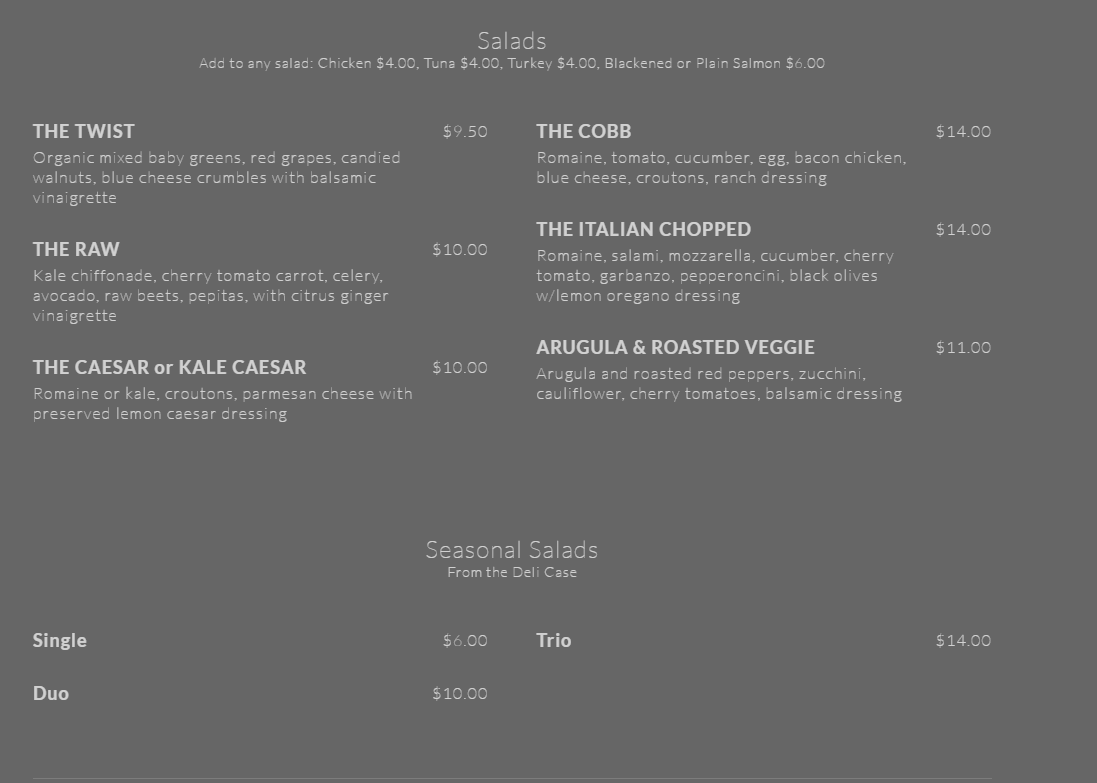 Salads
Add to any salad: Chicken $4.00, Tuna $4.00, Turkey $4.00, Blackened or Plain Salmon $6.00
THE TWIST $9.50
Organic mixed baby greens, red grapes, candied
walnuts, blue cheese crumbles with balsamic
vinaigrette
THE RAW $10.00
Kale chiffonade, cherry tomato carrot, celery,
avocado, raw beets, pepitas, with citrus ginger
vinaigrette
THE CAESAR or KALE CAESAR $10.00
Romaine or kale, croutons, parmesan cheese with
preserved lemon caesar dressing
THE COBB $14.00
Romaine, tomato, cucumber, egg, bacon chicken,
blue cheese, croutons, ranch dressing
THE ITALIAN CHOPPED $14.00
Romaine, salami, mozzarella, cucumber, cherry
tomato, garbanzo, pepperoncini, black olives
w/lemon oregano dressing
ARUGULA & ROASTED VEGGIE $11.00
Arugula and roasted red peppers, zucchini,
cauliflower, cherry tomatoes, balsamic dressing
Seasonal Salads
From the Deli Case
Single $6.00
Duo $10.00
Trio $14.00